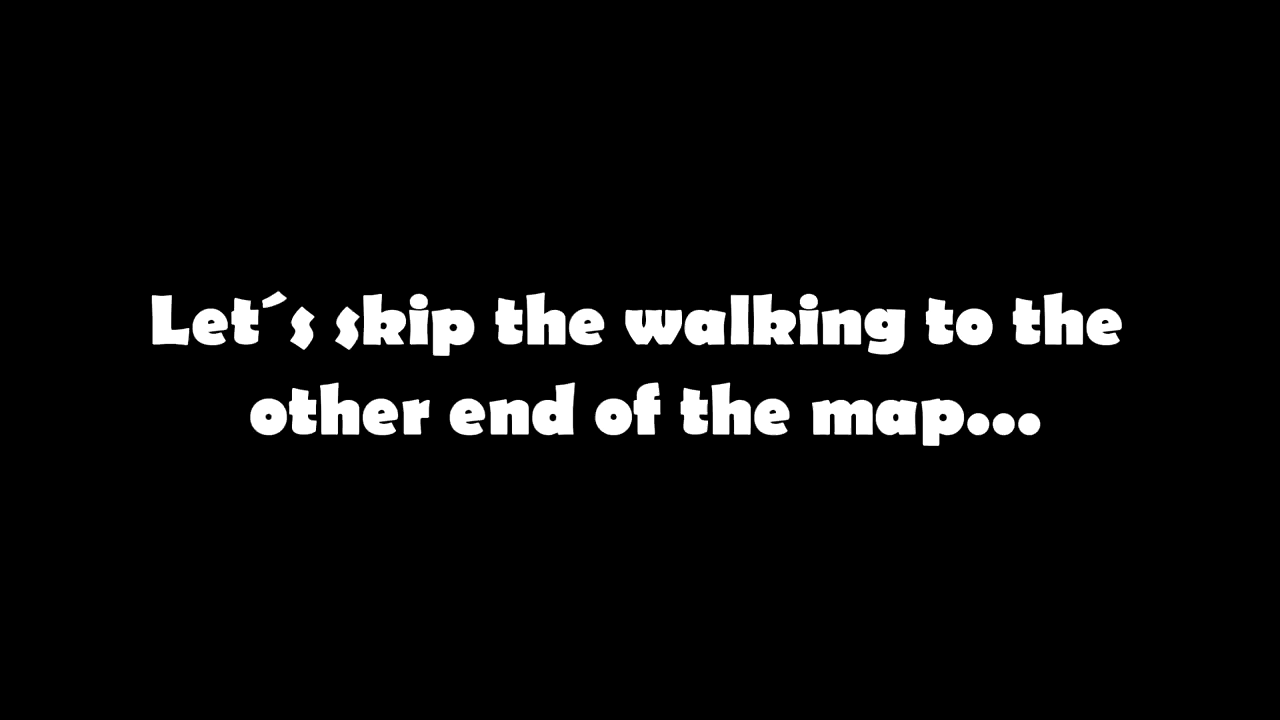 Let´s skip the walking to the
other end of the map...